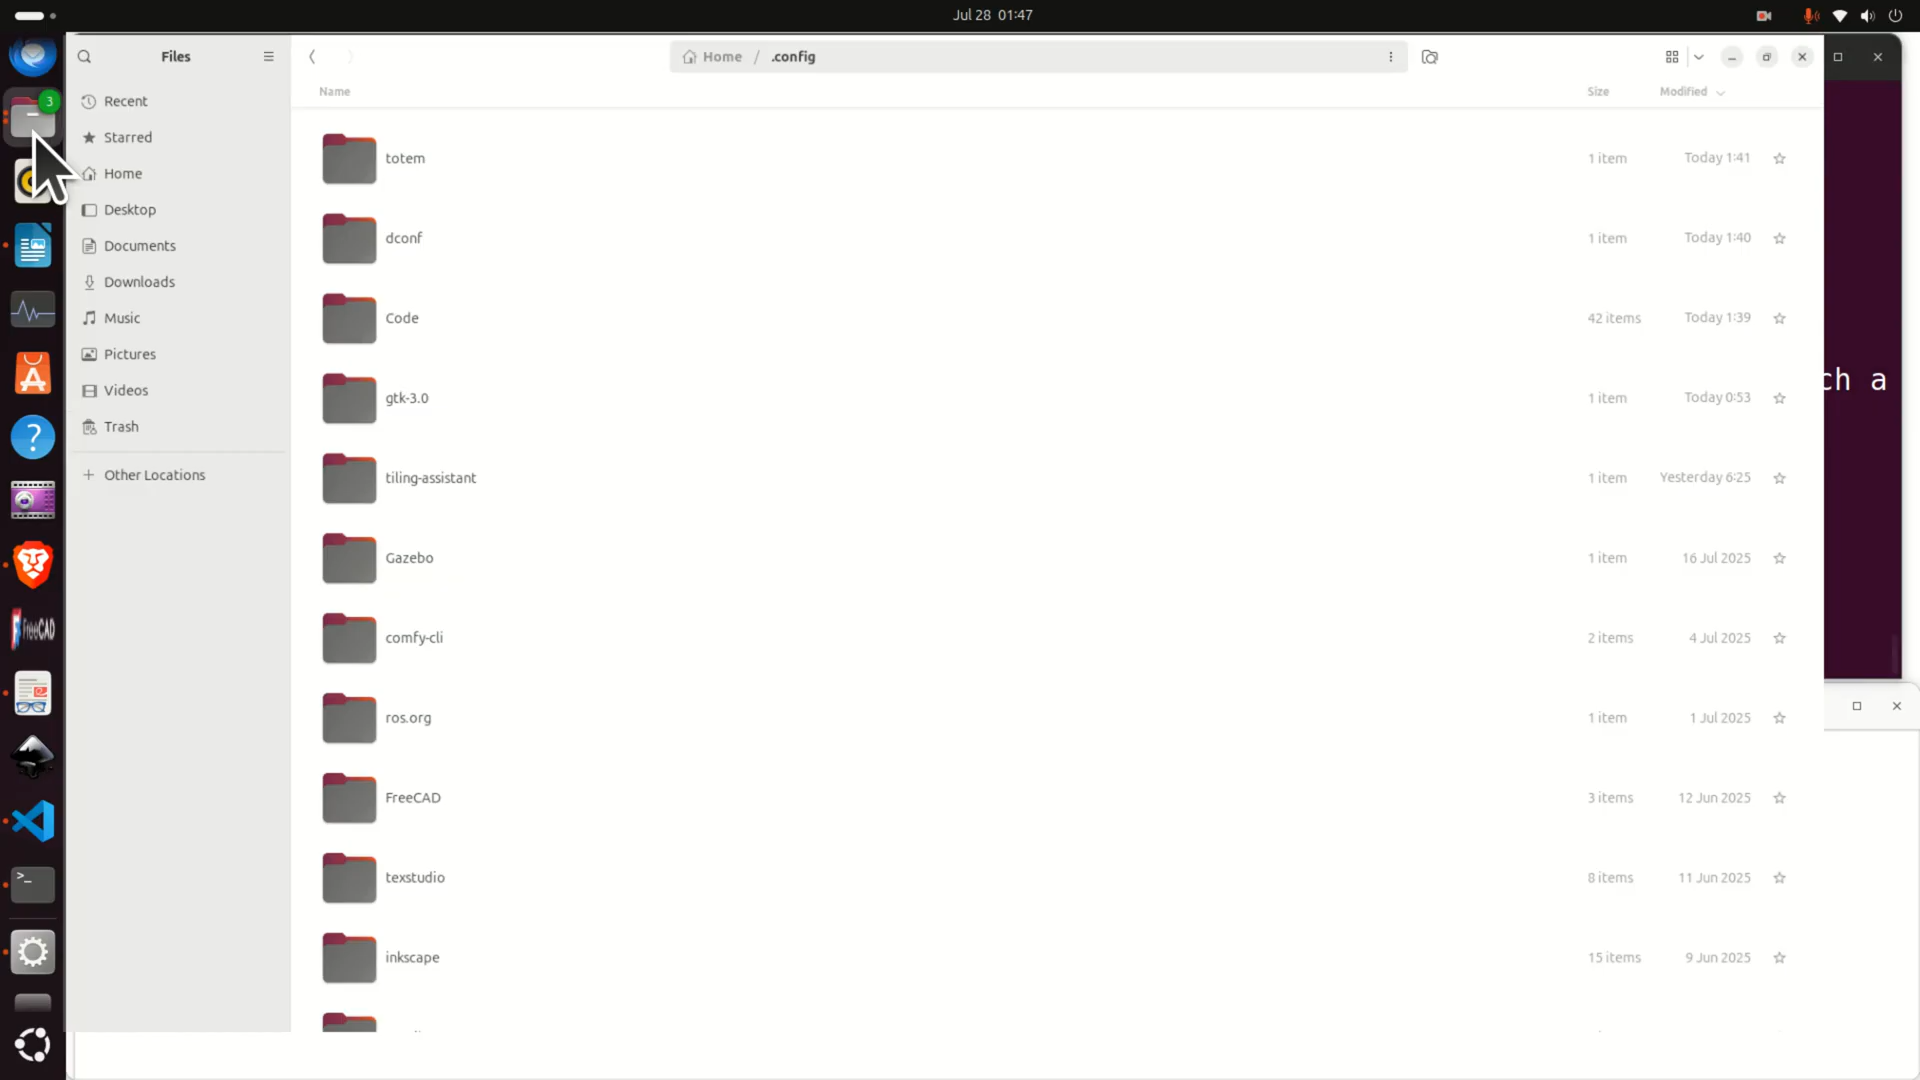 Jul 28 01:47
3
Files
Home / .config
Name Size Modified
Recent
Starred
Home
Desktop
Documents
Downloads
Music
Pictures
Videos
Trash
Other Locations
totem 1 item Today 1:41
dconf 1 item Today 1:40
Code 42 items Today 1:39
gtk-3.0 1 item Today 0:53
tiling-assistant 1 item Yesterday 6:25
Gazebo 1 item 16 Jul 2025
comfy-cli 2 items 4 Jul 2025
ros.org 1 item 1 Jul 2025
FreeCAD 3 items 12 Jun 2025
texstudio 8 items 11 Jun 2025
inkscape 15 items 9 Jun 2025
ch a
FreeCAD